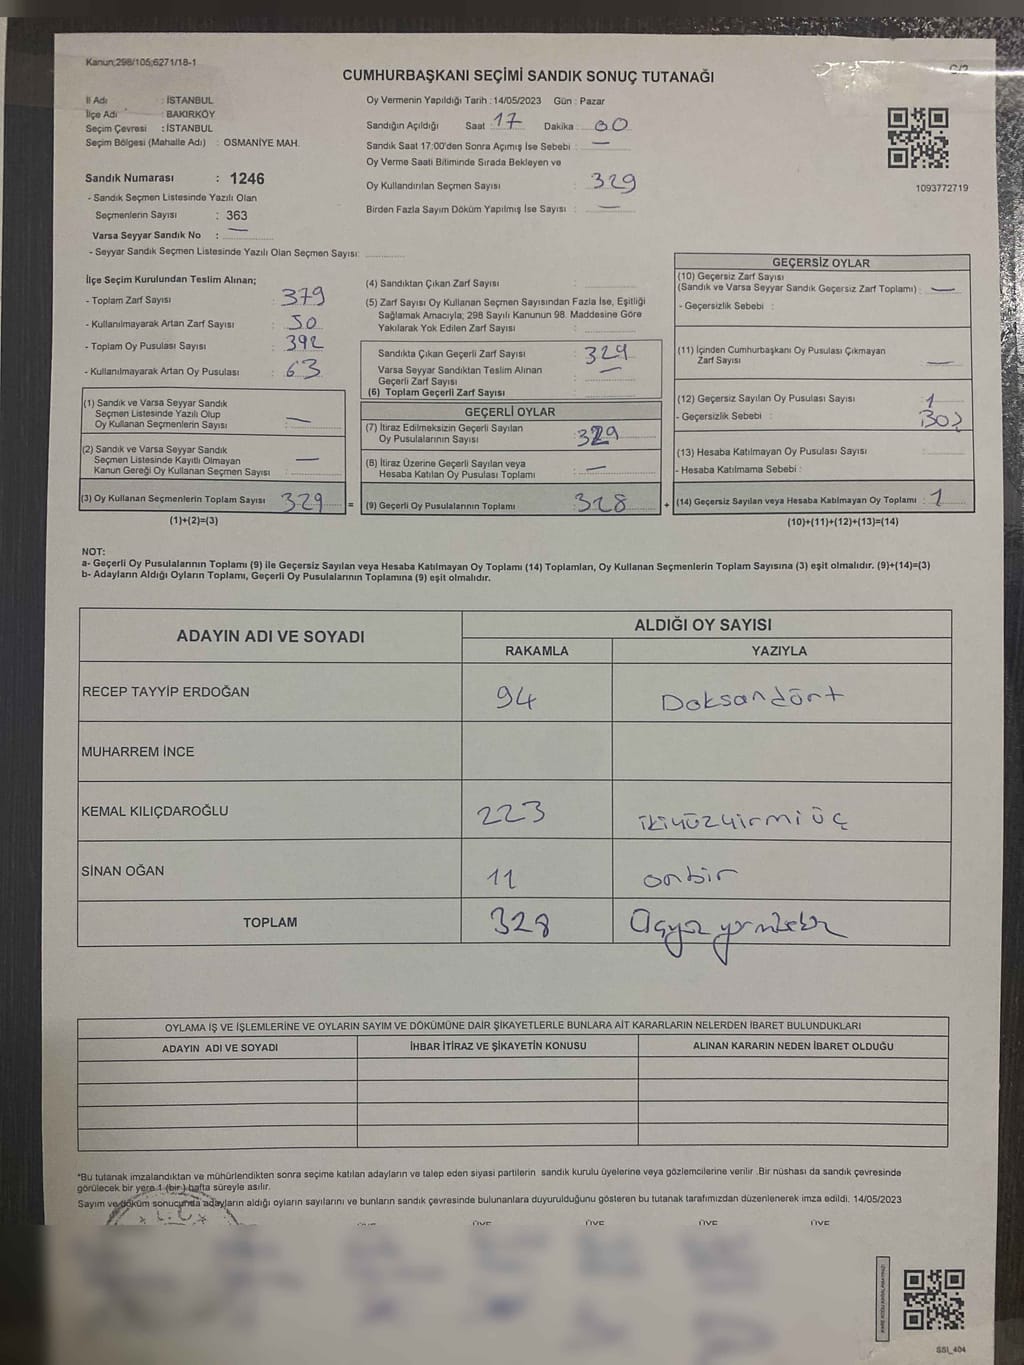 Kanun;298/105;6271/18-1
C/2
CUMHURBAŞKANI SEÇİMİ SANDIK SONUÇ TUTANAĞI
İl Adı : İSTANBUL
İlçe Adı : BAKIRKÖY
Seçim Çevresi : İSTANBUL
Seçim Bölgesi (Mahalle Adı) : OSMANİYE MAH.
Sandık Numarası : 1246
- Sandık Seçmen Listesinde Yazılı Olan
Seçmenlerin Sayısı : 363
Varsa Seyyar Sandık No : —
- Seyyar Sandık Seçmen Listesinde Yazılı Olan Seçmen Sayısı: ..............
Oy Vermenin Yapıldığı Tarih : 14/05/2023 Gün : Pazar
Sandığın Açıldığı Saat : 17 Dakika : 00
Sandık Saat 17:00'den Sonra Açımış İse Sebebi : —
Oy Verme Saati Bitiminde Sırada Bekleyen ve
Oy Kullandırılan Seçmen Sayısı : 329
Birden Fazla Sayım Döküm Yapılmış İse Sayısı : —
1093772719
İlçe Seçim Kurulundan Teslim Alınan;
- Toplam Zarf Sayısı : 379
- Kullanılmayarak Artan Zarf Sayısı : 50
- Toplam Oy Pusulası Sayısı : 392
- Kullanılmayarak Artan Oy Pusulası : 63
(1) Sandık ve Varsa Seyyar Sandık
Seçmen Listesinde Yazılı Olup
Oy Kullanan Seçmenlerin Sayısı : —
(2) Sandık ve Varsa Seyyar Sandık
Seçmen Listesinde Kayıtlı Olmayan
Kanun Gereği Oy Kullanan Seçmen Sayısı : —
(3) Oy Kullanan Seçmenlerin Toplam Sayısı 329 =
(1)+(2)=(3)
(4) Sandıktan Çıkan Zarf Sayısı : ..............
(5) Zarf Sayısı Oy Kullanan Seçmen Sayısından Fazla İse, Eşitliği
Sağlamak Amacıyla; 298 Sayılı Kanunun 98. Maddesine Göre
Yakılarak Yok Edilen Zarf Sayısı : ..............
Sandıkta Çıkan Geçerli Zarf Sayısı : 329
Varsa Seyyar Sandıktan Teslim Alınan
Geçerli Zarf Sayısı : —
(6) Toplam Geçerli Zarf Sayısı : ..............
GEÇERLİ OYLAR
(7) İtiraz Edilmeksizin Geçerli Sayılan
Oy Pusulalarının Sayısı : 329
(8) İtiraz Üzerine Geçerli Sayılan veya
Hesaba Katılan Oy Pusulası Toplamı : —
(9) Geçerli Oy Pusulalarının Toplamı : 328 +
GEÇERSİZ OYLAR
(10) Geçersiz Zarf Sayısı
(Sandık ve Varsa Seyyar Sandık Geçersiz Zarf Toplamı) : —
- Geçersizlik Sebebi :
(11) İçinden Cumhurbaşkanı Oy Pusulası Çıkmayan
Zarf Sayısı : —
(12) Geçersiz Sayılan Oy Pusulası Sayısı : 1
- Geçersizlik Sebebi : BOŞ
(13) Hesaba Katılmayan Oy Pusulası Sayısı : ..............
- Hesaba Katılmama Sebebi :
(14) Geçersiz Sayılan veya Hesaba Katılmayan Oy Toplamı : 1
(10)+(11)+(12)+(13)=(14)
NOT:
a- Geçerli Oy Pusulalarının Toplamı (9) ile Geçersiz Sayılan veya Hesaba Katılmayan Oy Toplamı (14) Toplamları, Oy Kullanan Seçmenlerin Toplam Sayısına (3) eşit olmalıdır. (9)+(14)=(3)
b- Adayların Aldığı Oyların Toplamı, Geçerli Oy Pusulalarının Toplamına (9) eşit olmalıdır.
ADAYIN ADI VE SOYADI
ALDIĞI OY SAYISI
RAKAMLA YAZIYLA
RECEP TAYYİP ERDOĞAN 94 Doksandört
MUHARREM İNCE
KEMAL KILIÇDAROĞLU 223 ikiyüzyirmiüç
SİNAN OĞAN 11 onbir
TOPLAM 328 Üçyüz yirmisekiz
OYLAMA İŞ VE İŞLEMLERİNE VE OYLARIN SAYIM VE DÖKÜMÜNE DAİR ŞİKAYETLERLE BUNLARA AİT KARARLARIN NELERDEN İBARET BULUNDUKLARI
ADAYIN ADI VE SOYADI İHBAR İTİRAZ VE ŞİKAYETİN KONUSU ALINAN KARARIN NEDEN İBARET OLDUĞU
*Bu tutanak imzalandıktan ve mühürlendikten sonra seçime katılan adayların ve talep eden siyasi partilerin sandık kurulu üyelerine veya gözlemcilerine verilir .Bir nüshası da sandık çevresinde
görülecek bir yere 1 (bir ) hafta süreyle asılır.
Sayım ve döküm sonucunda adayların aldığı oyların sayılarını ve bunların sandık çevresinde bulunanlara duyurulduğunu gösteren bu tutanak tarafımızdan düzenlenerek imza edildi. 14/05/2023
T.C.
ÜYE ÜYE ÜYE ÜYE ÜYE
SSI_404